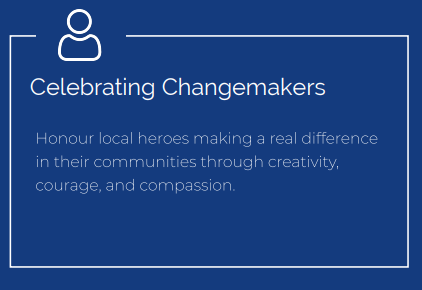 Celebrating Changemakers
Honour local heroes making a real difference
in their communities through creativity,
courage, and compassion.